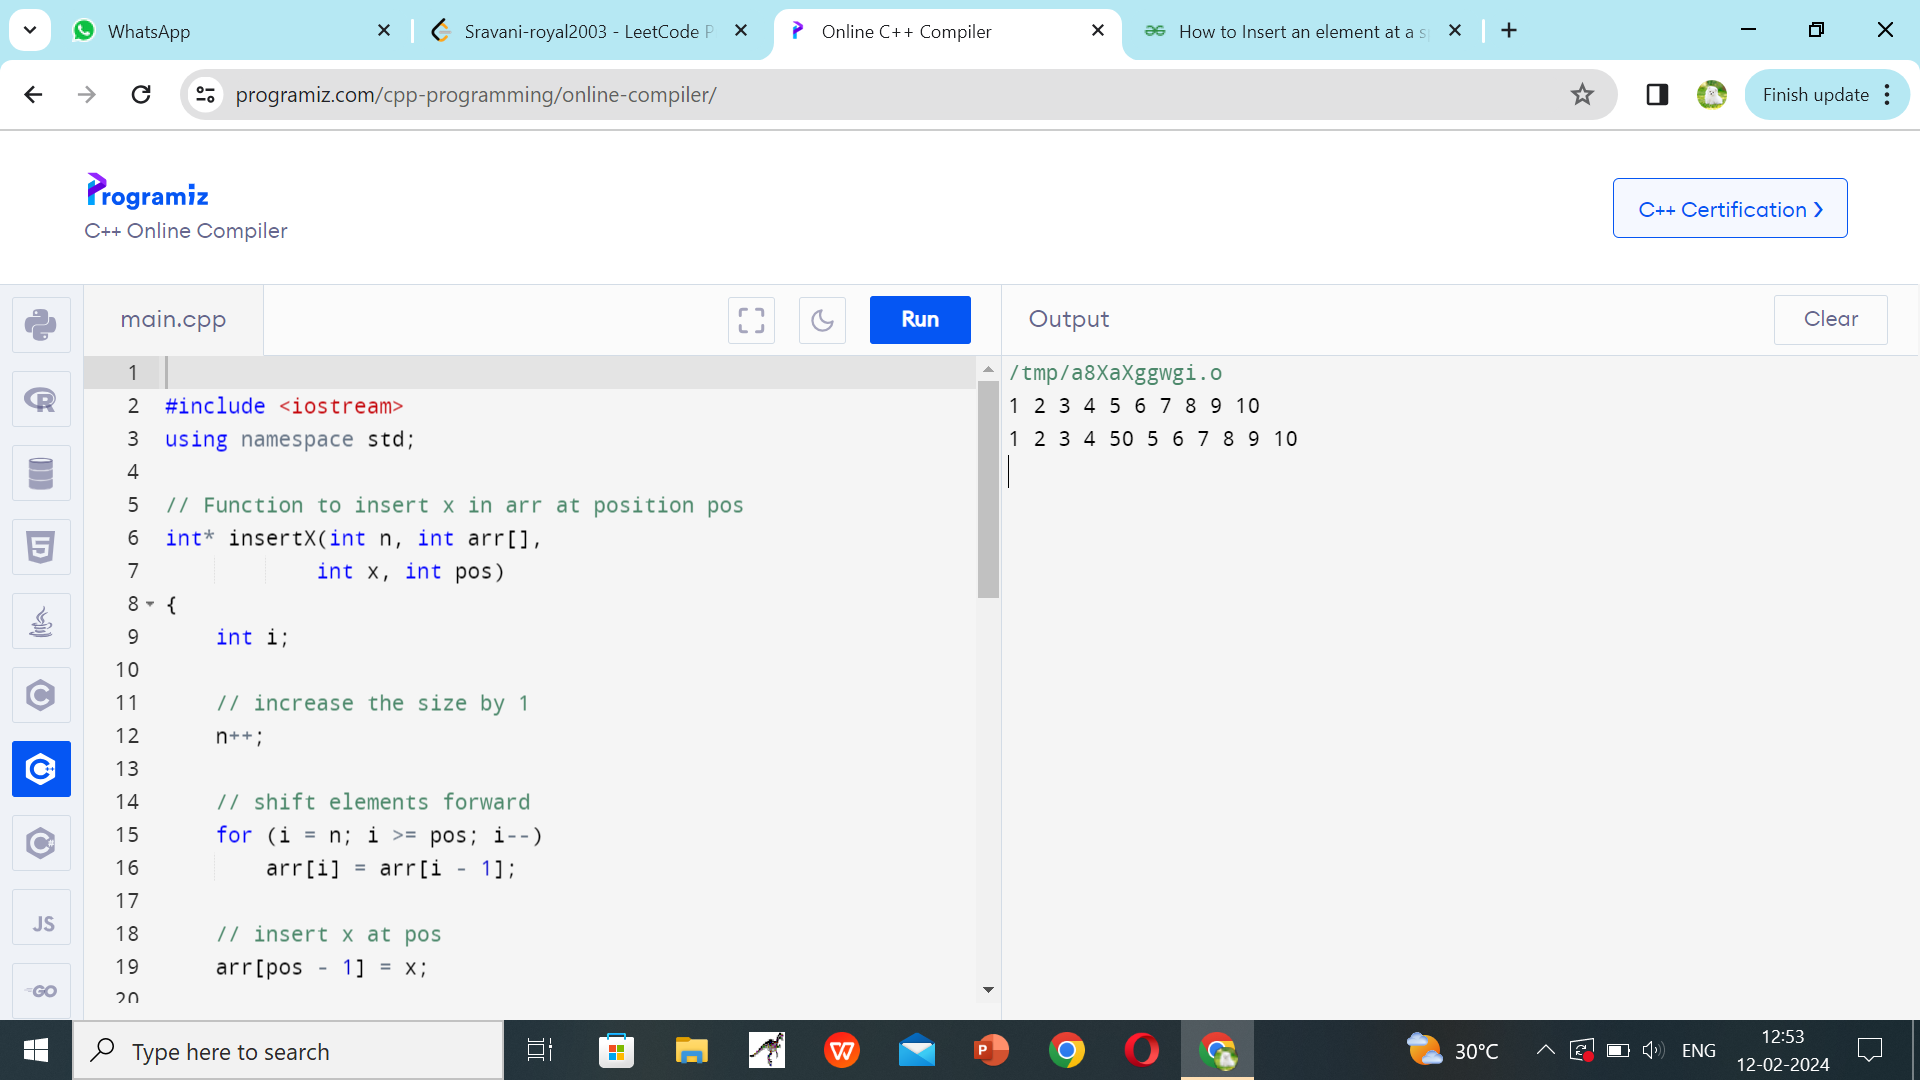 WhatsApp
Sravani-royal2003 - LeetCode P
Online C++ Compiler
How to Insert an element at a s
programiz.com/cpp-programming/online-compiler/
Finish update
Programiz
C++ Online Compiler
C++ Certification ❯
main.cpp
Run
Output
Clear
1
2 #include <iostream>
3 using namespace std;
4
5 // Function to insert x in arr at position pos
6 int* insertX(int n, int arr[],
7 int x, int pos)
8 {
9 int i;
10
11 // increase the size by 1
12 n++;
13
14 // shift elements forward
15 for (i = n; i >= pos; i--)
16 arr[i] = arr[i - 1];
17
18 // insert x at pos
19 arr[pos - 1] = x;
20
/tmp/a8XaXggwgi.o
1 2 3 4 5 6 7 8 9 10
1 2 3 4 50 5 6 7 8 9 10
R
5
C
C++
C#
JS
GO
Type here to search
W
P
30°C
ENG
12:53
12-02-2024